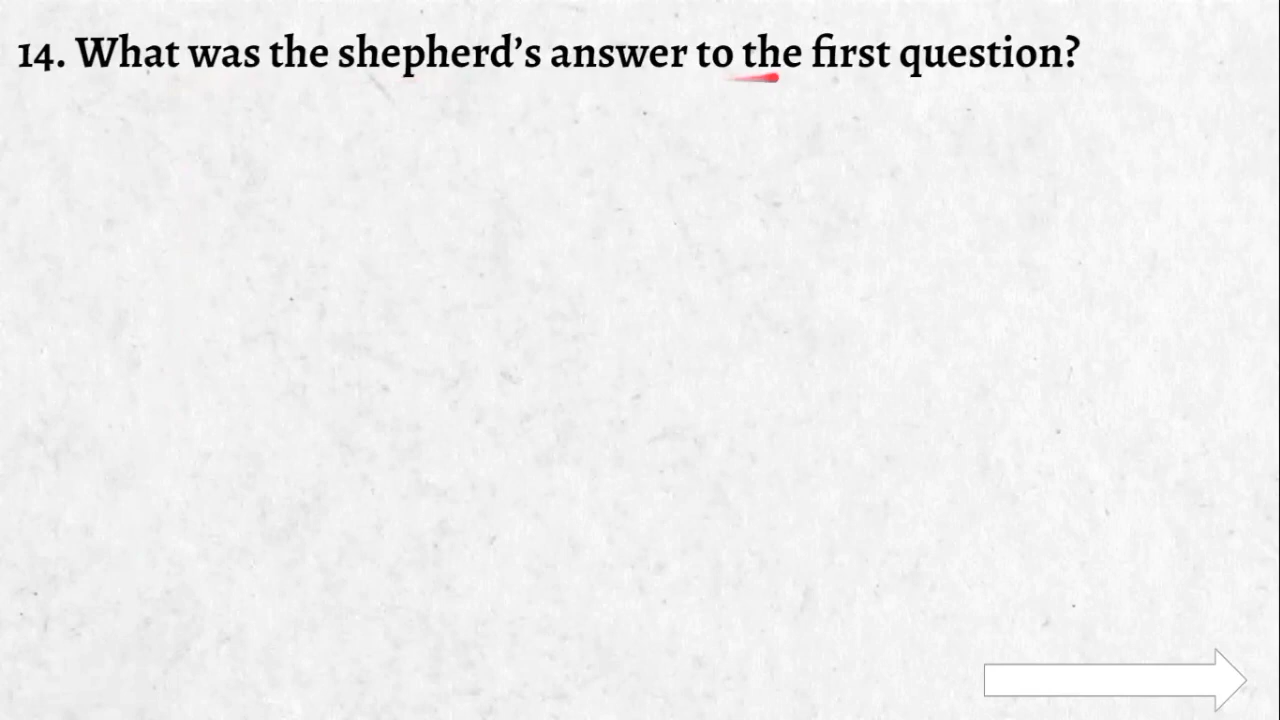 14. What was the shepherd’s answer to the first question?